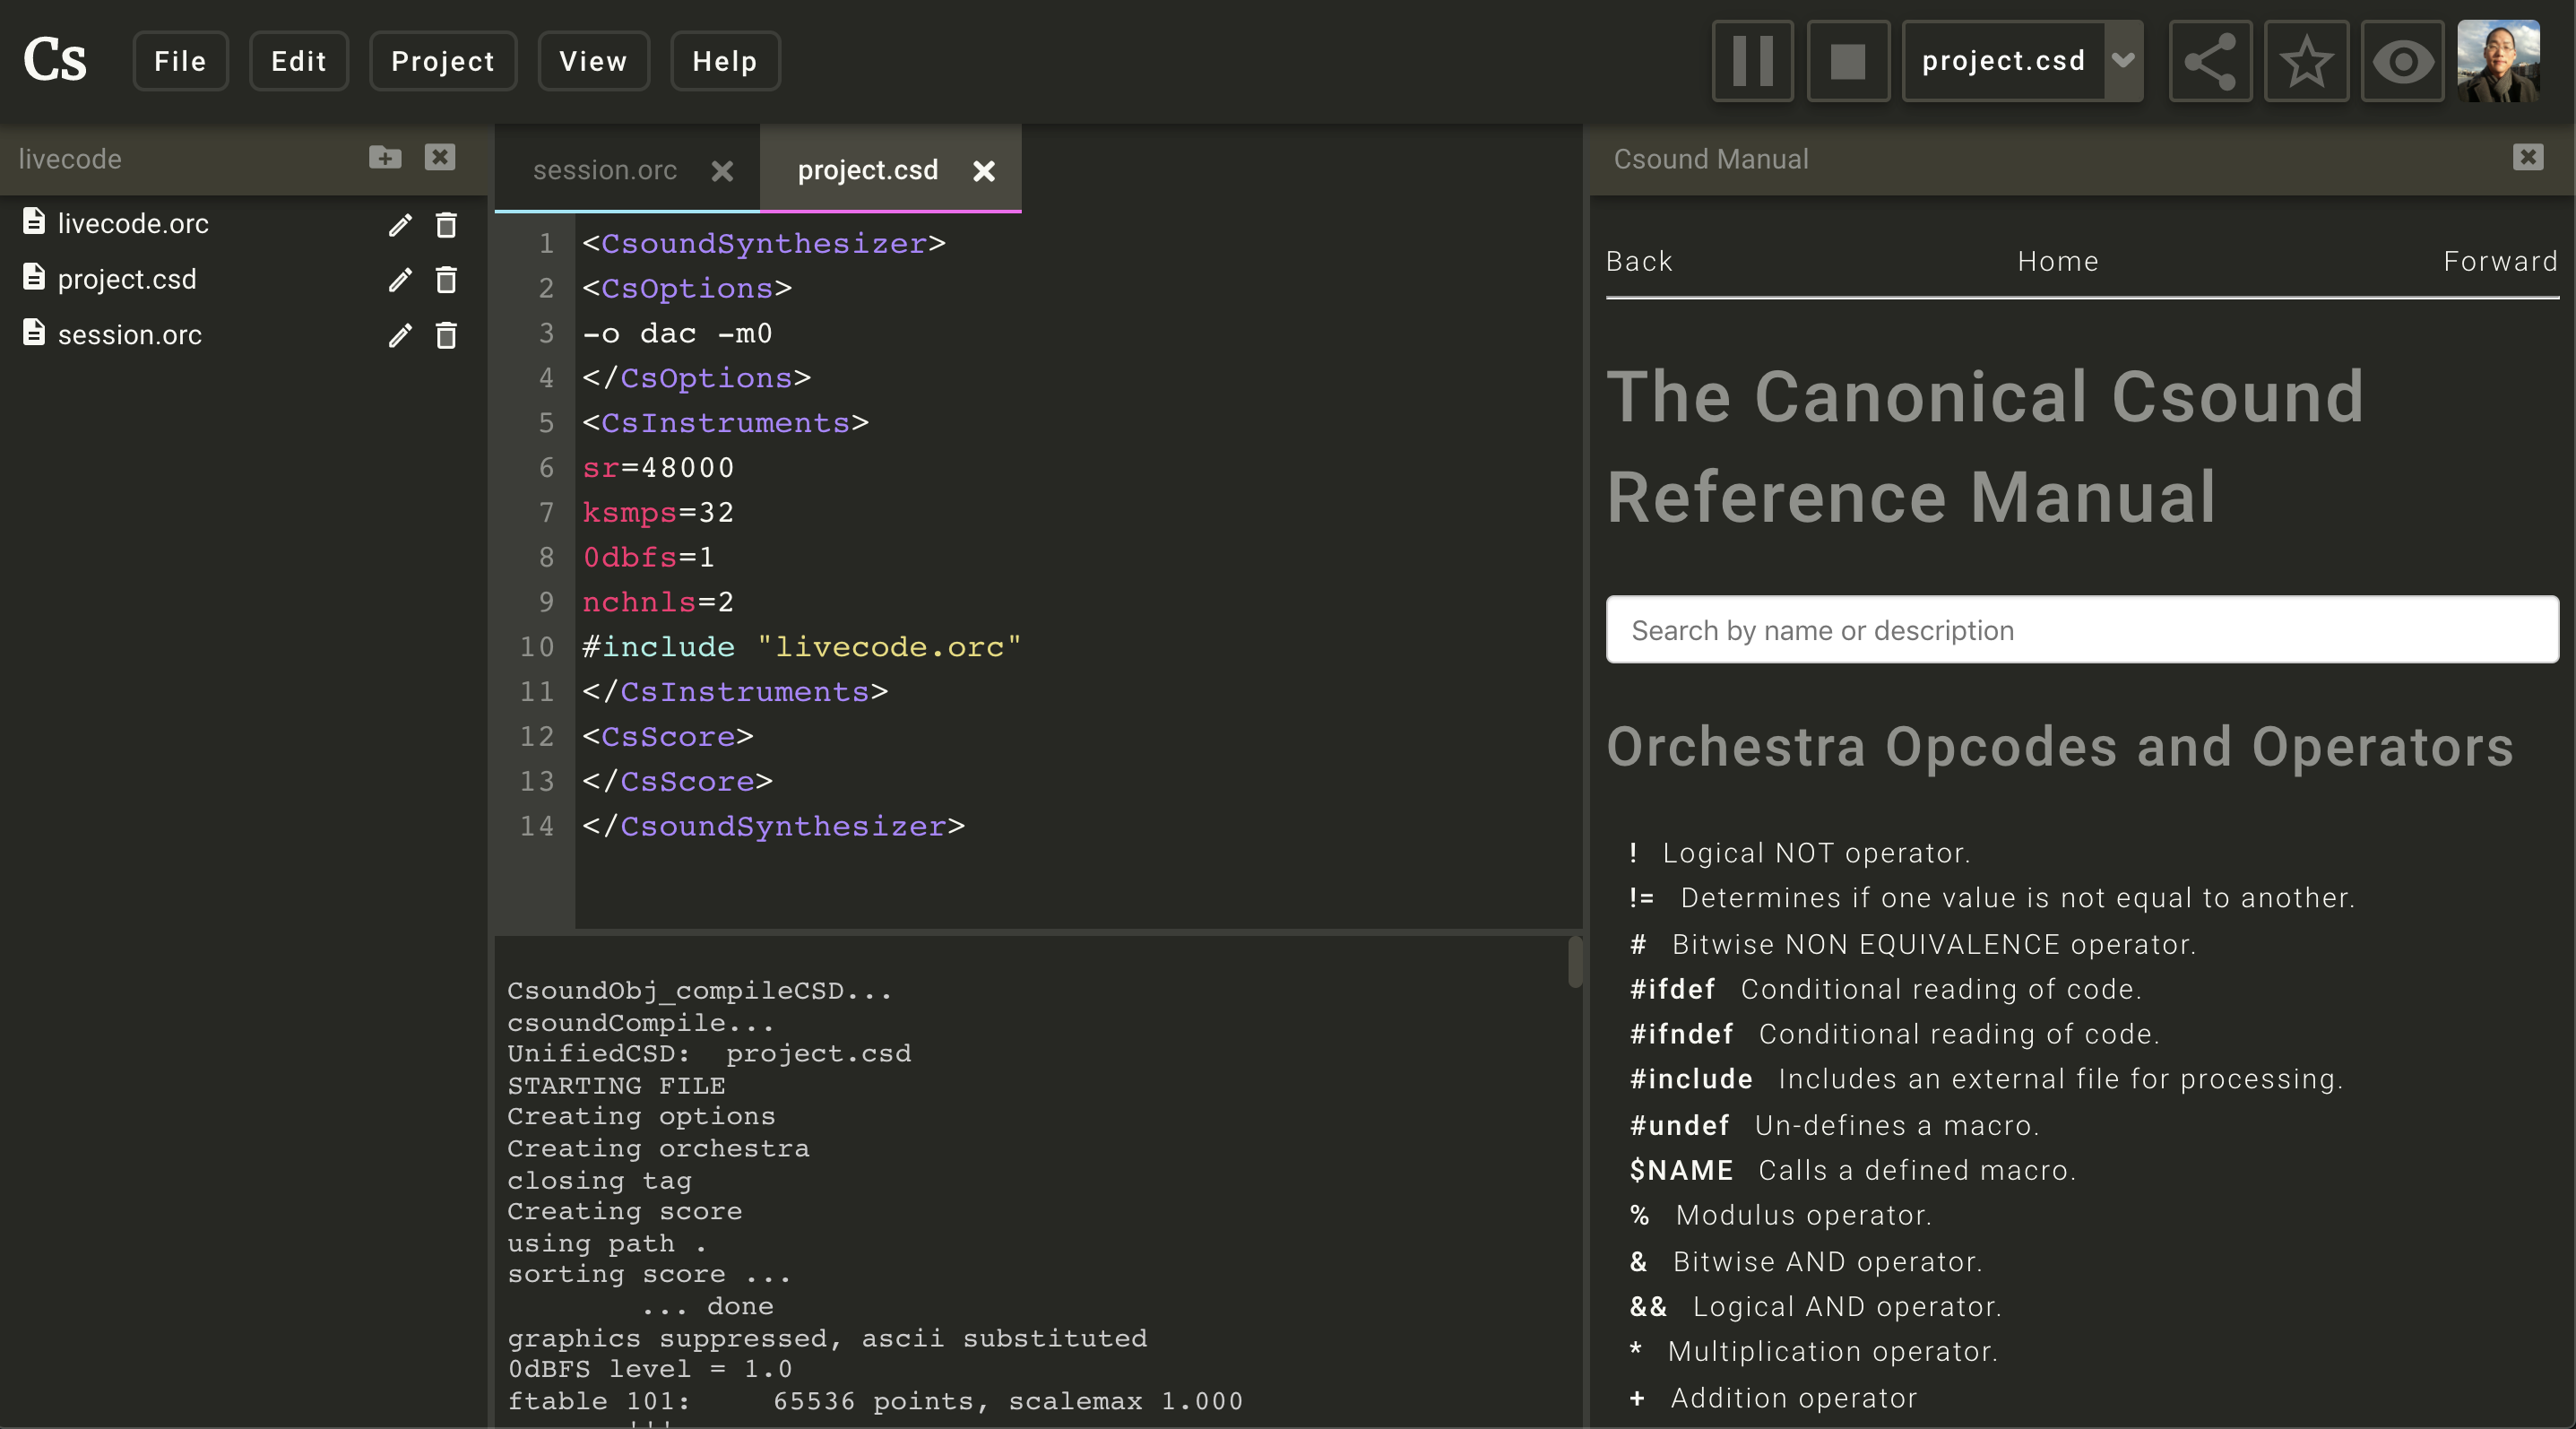 Cs
File
Edit
Project
View
Help
project.csd
livecode
livecode.orc
project.csd
session.orc
session.orc
project.csd
1 <CsoundSynthesizer>
2 <CsOptions>
3 -o dac -m0
4 </CsOptions>
5 <CsInstruments>
6 sr=48000
7 ksmps=32
8 0dbfs=1
9 nchnls=2
10 #include "livecode.orc"
11 </CsInstruments>
12 <CsScore>
13 </CsScore>
14 </CsoundSynthesizer>
CsoundObj_compileCSD...
csoundCompile...
UnifiedCSD:  project.csd
STARTING FILE
Creating options
Creating orchestra
closing tag
Creating score
using path .
sorting score ...
        ... done
graphics suppressed, ascii substituted
0dBFS level = 1.0
ftable 101:     65536 points, scalemax 1.000
Csound Manual
Back
Home
Forward
The Canonical Csound
Reference Manual
Search by name or description
Orchestra Opcodes and Operators
! Logical NOT operator.
!= Determines if one value is not equal to another.
# Bitwise NON EQUIVALENCE operator.
#ifdef Conditional reading of code.
#ifndef Conditional reading of code.
#include Includes an external file for processing.
#undef Un-defines a macro.
$NAME Calls a defined macro.
% Modulus operator.
& Bitwise AND operator.
&& Logical AND operator.
* Multiplication operator.
+ Addition operator